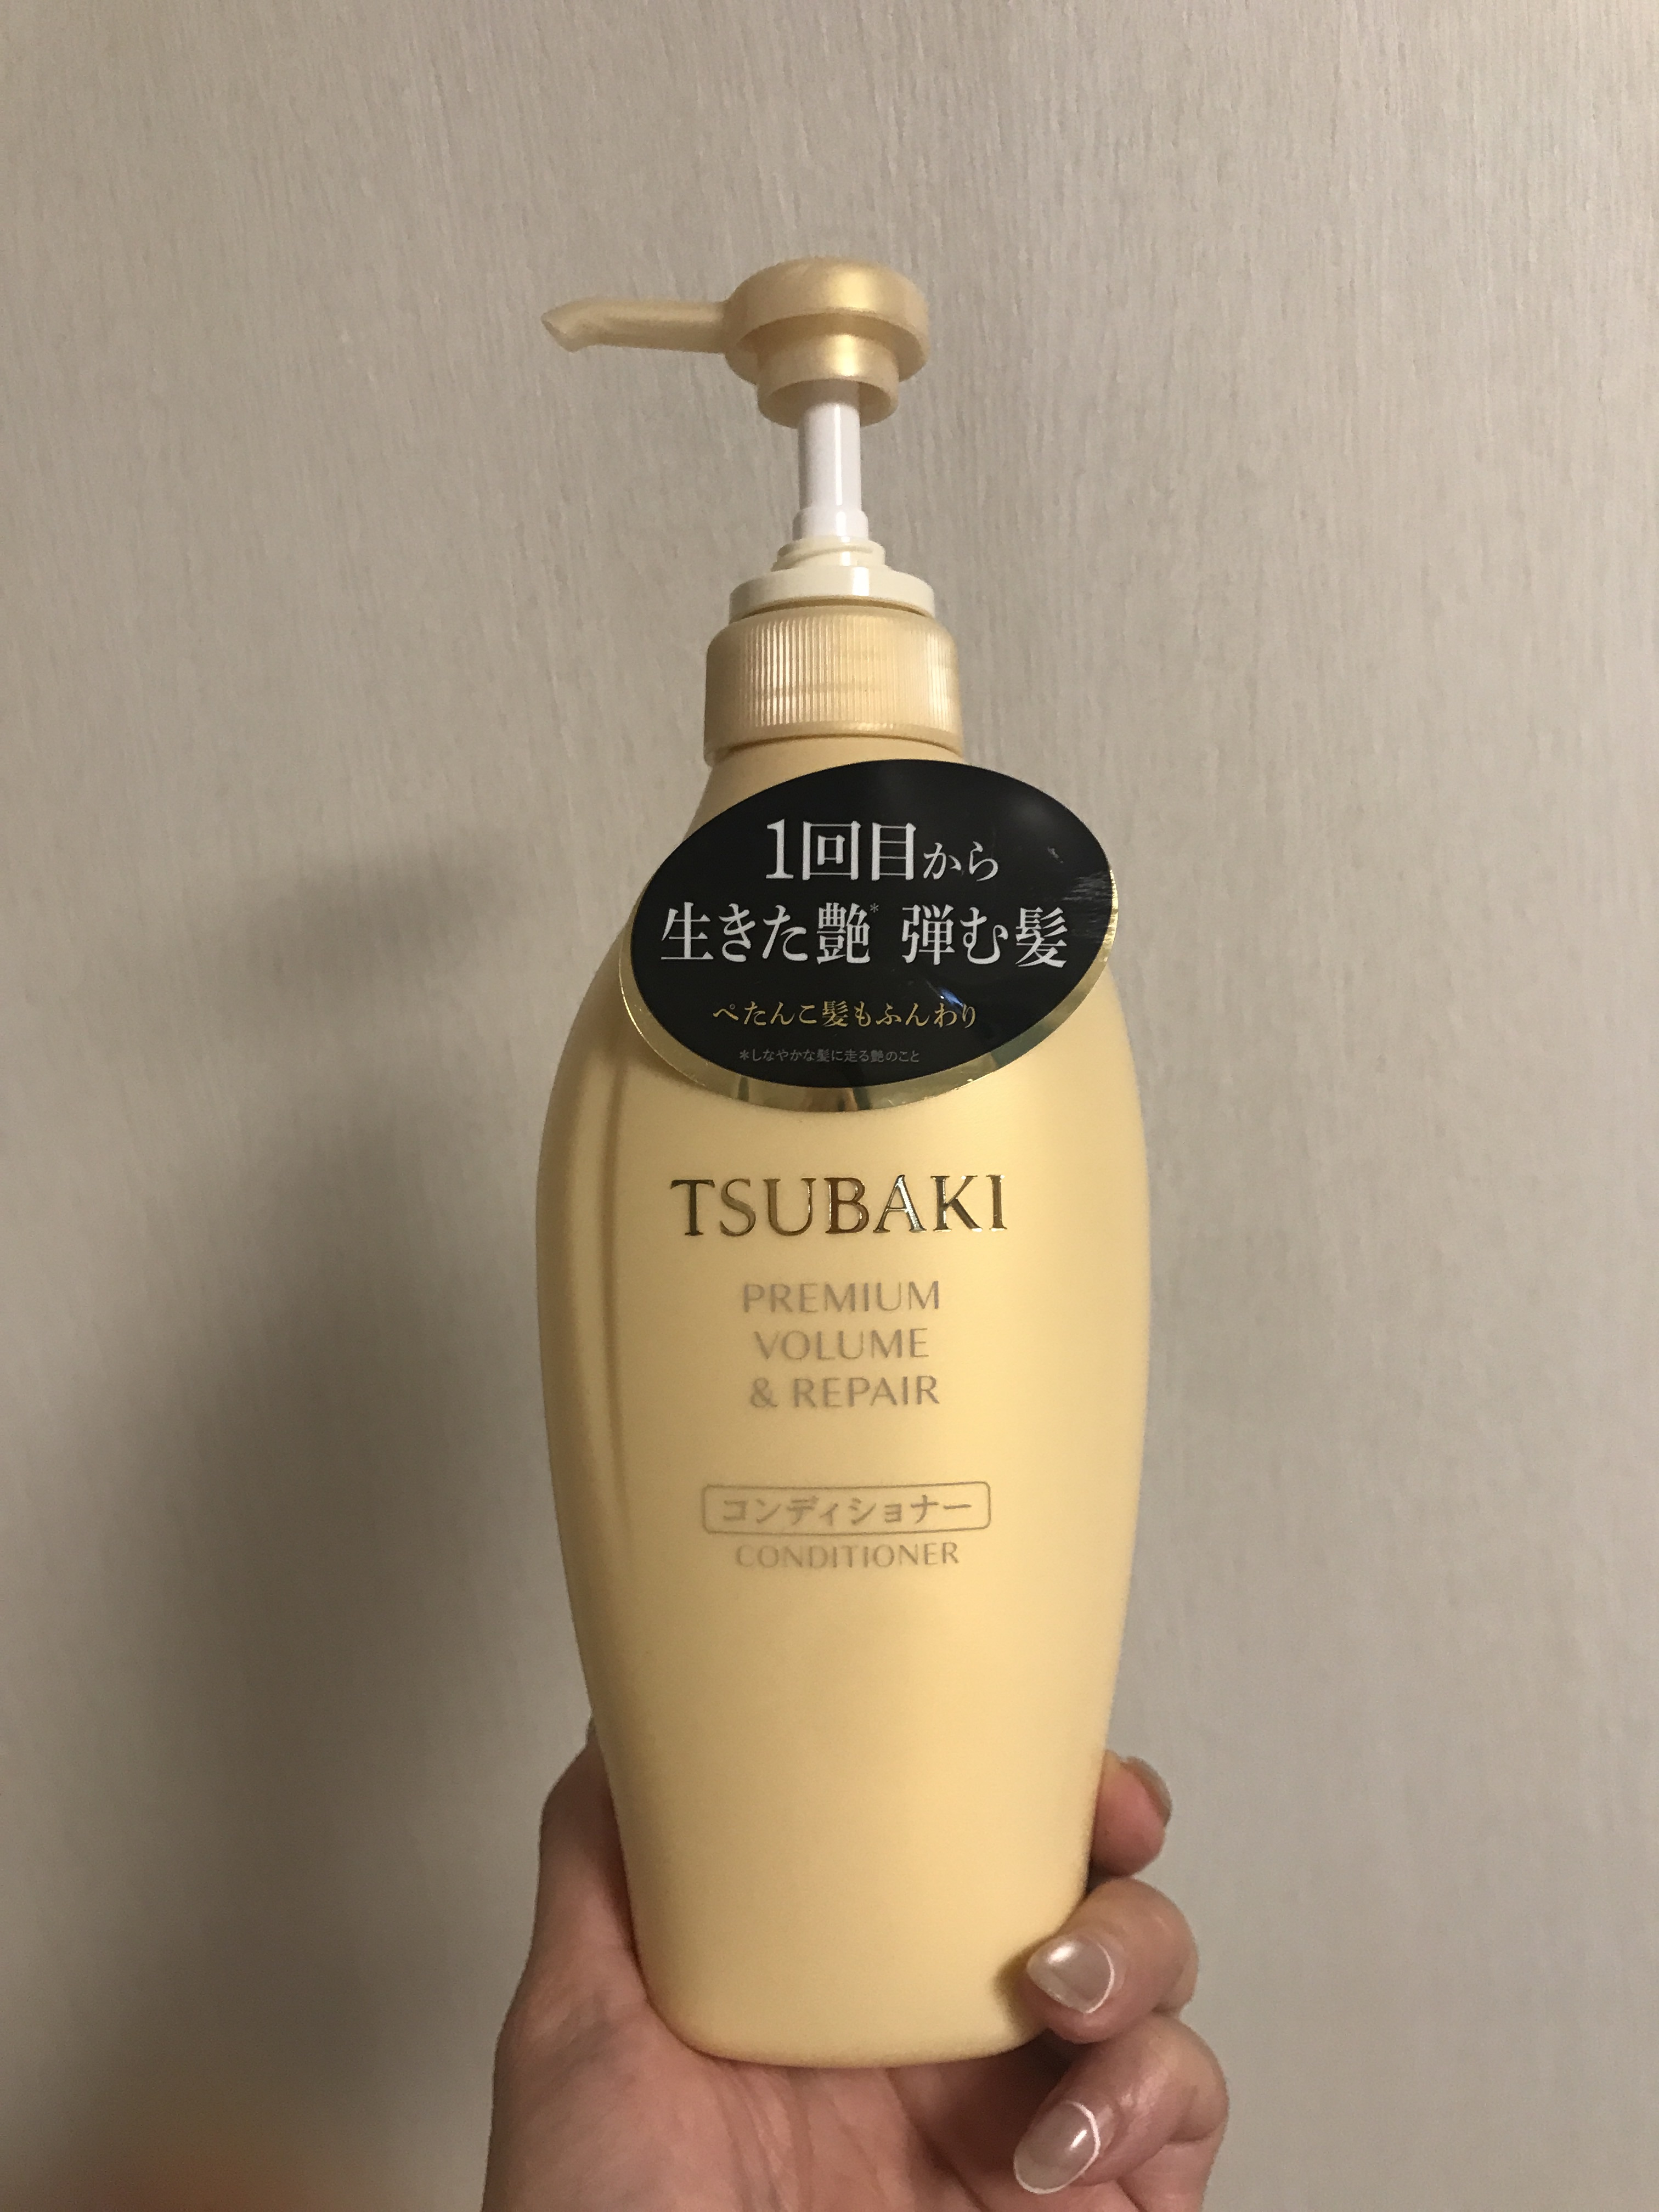 1回目から
生きた艶* 弾む髪
ぺたんこ髪もふんわり
*しなやかな髪に走る艶のこと
TSUBAKI
PREMIUM
VOLUME
& REPAIR
コンディショナー
CONDITIONER